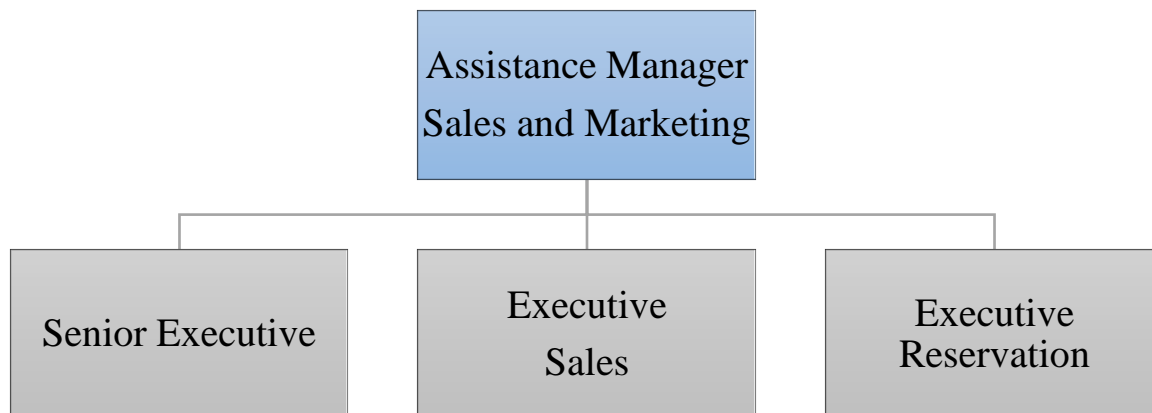 Assistance Manager
Sales and Marketing
Senior Executive
Executive
Sales
Executive
Reservation